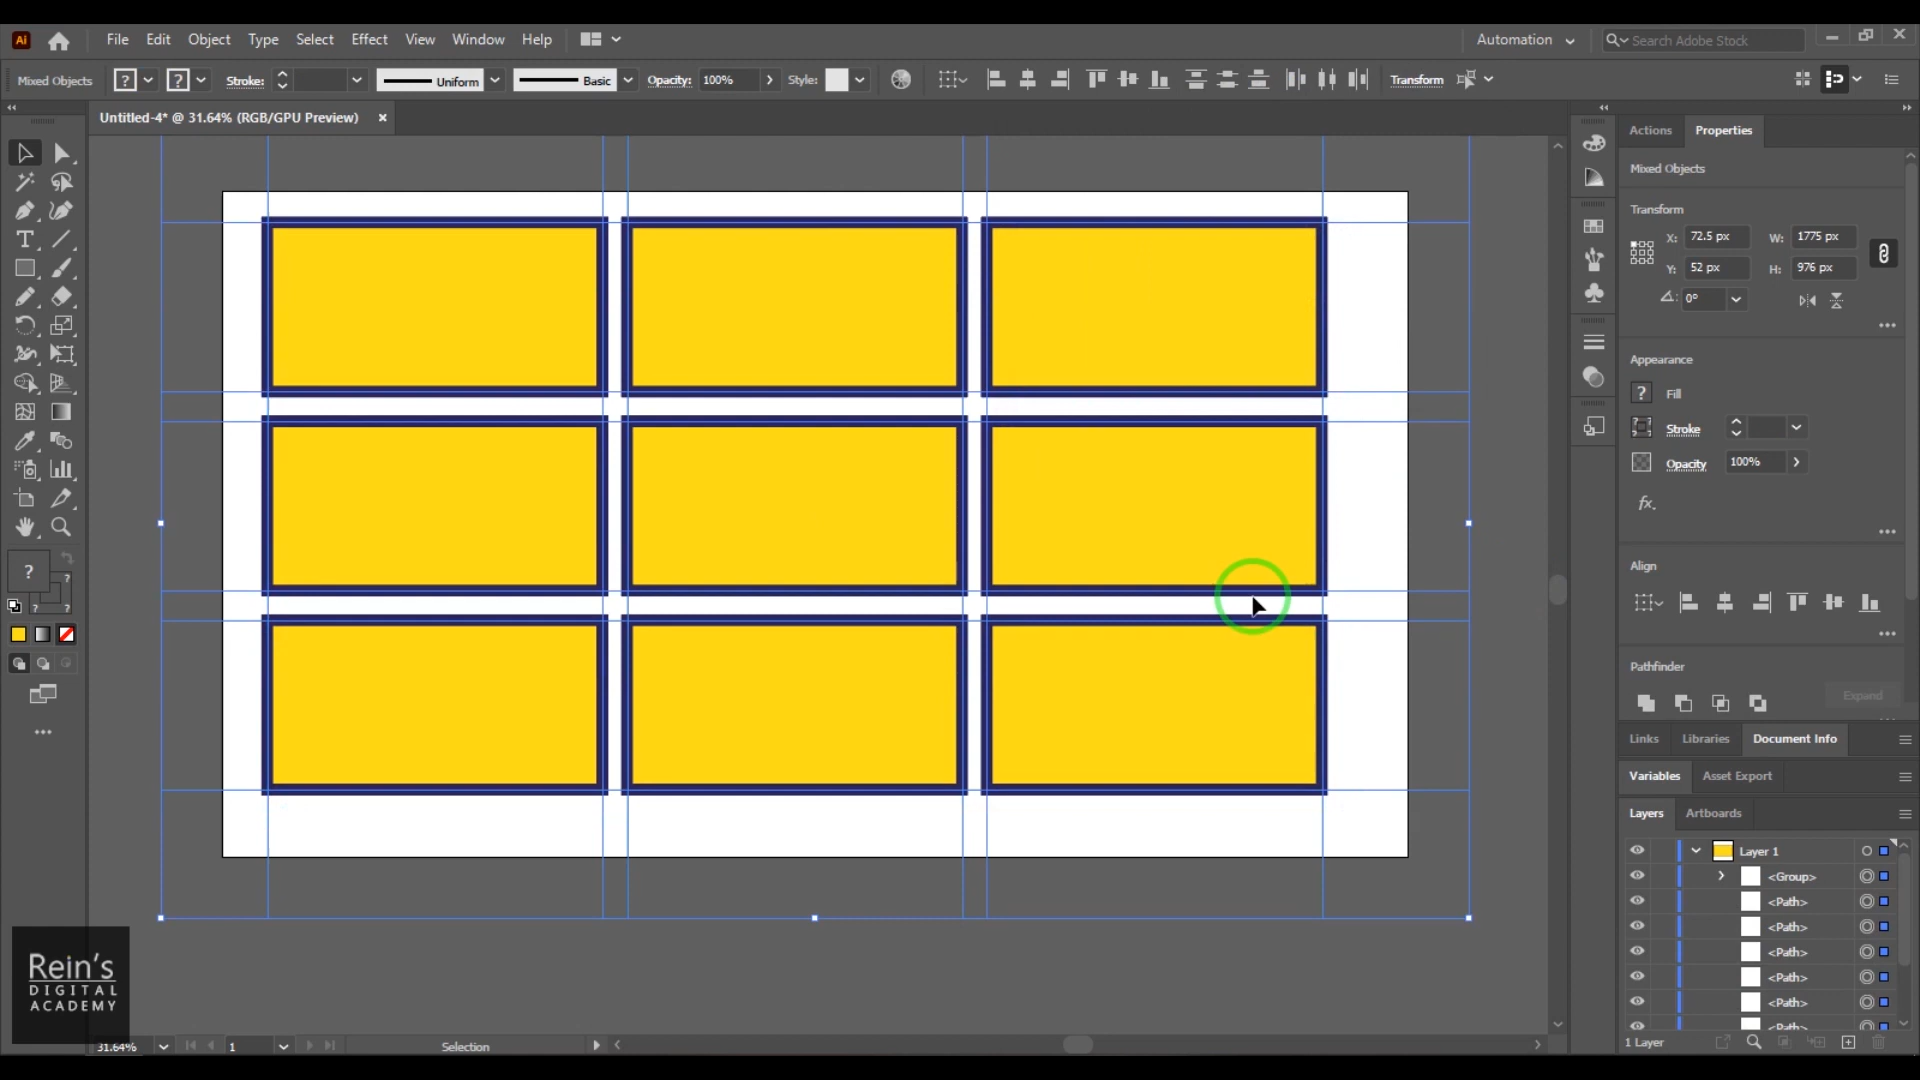 Ai File Edit Object Type Select Effect View Window Help Automation Search Adobe Stock
Mixed Objects ? ? Stroke: Uniform Basic Opacity: 100% Style: Transform
Untitled-4* @ 31.64% (RGB/GPU Preview)
Actions Properties
Mixed Objects
Transform
X: 72.5 px W: 1775 px
Y: 52 px H: 976 px
0°
Appearance
? Fill
Stroke
Opacity 100%
fx.
Align
Pathfinder
Expand
Links Libraries Document Info
Variables Asset Export
Layers Artboards
Layer 1
<Group>
<Path>
<Path>
<Path>
<Path>
<Path>
<Path>
1 Layer
T
?
?
? ?
Rein's
DIGITAL
ACADEMY
31.64% 1 Selection